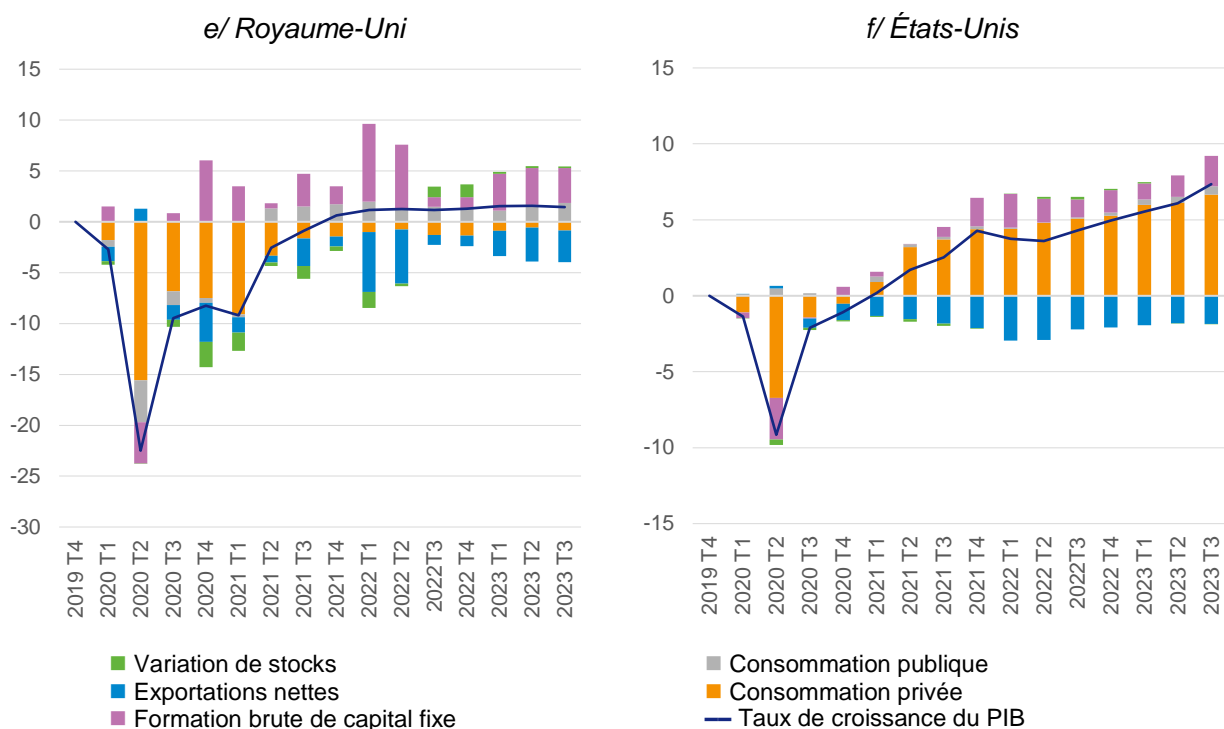 e/ Royaume-Uni
15
10
5
0
-5
-10
-15
-20
-25
-30
2019 T4
2020 T1
2020 T2
2020 T3
2020 T4
2021 T1
2021 T2
2021 T3
2021 T4
2022 T1
2022 T2
2022T3
2022 T4
2023 T1
2023 T2
2023 T3
f/ États-Unis
15
10
5
0
-5
-10
-15
2019 T4
2020 T1
2020 T2
2020 T3
2020 T4
2021 T1
2021 T2
2021 T3
2021 T4
2022 T1
2022 T2
2022T3
2022 T4
2023 T1
2023 T2
2023 T3
Variation de stocks
Exportations nettes
Formation brute de capital fixe
Consommation publique
Consommation privée
Taux de croissance du PIB